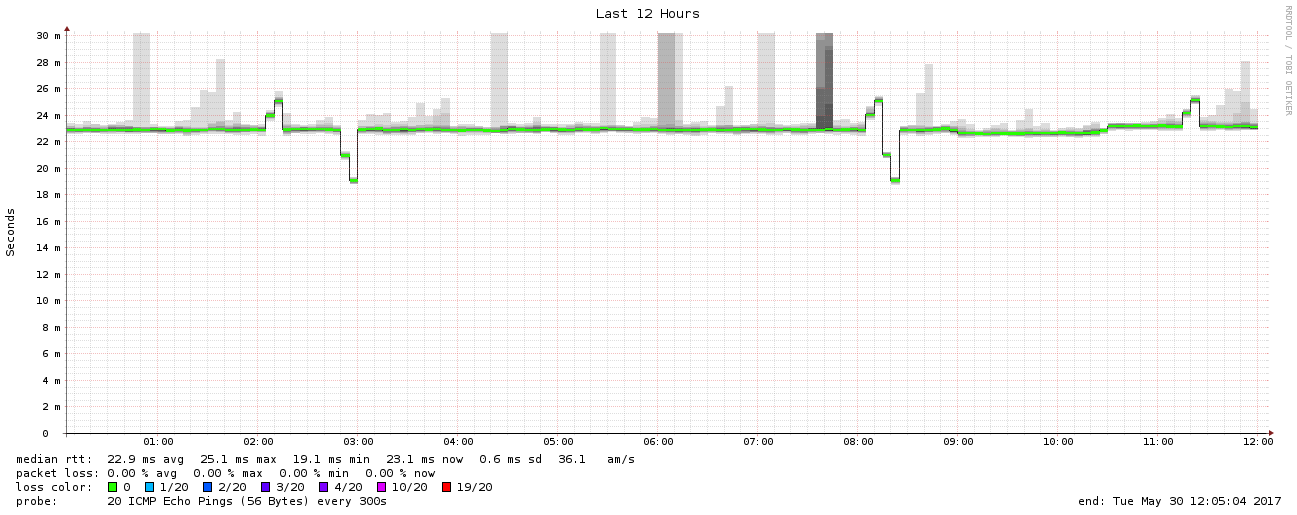 Last 12 Hours
RRDTOOL / TOBI OETIKER
Seconds
30 m
28 m
26 m
24 m
22 m
20 m
18 m
16 m
14 m
12 m
10 m
8 m
6 m
4 m
2 m
0
01:00 02:00 03:00 04:00 05:00 06:00 07:00 08:00 09:00 10:00 11:00 12:00
median rtt: 22.9 ms avg 25.1 ms max 19.1 ms min 23.1 ms now 0.6 ms sd 36.1 am/s
packet loss: 0.00 % avg 0.00 % max 0.00 % min 0.00 % now
loss color: 0 1/20 2/20 3/20 4/20 10/20 19/20
probe: 20 ICMP Echo Pings (56 Bytes) every 300s end: Tue May 30 12:05:04 2017